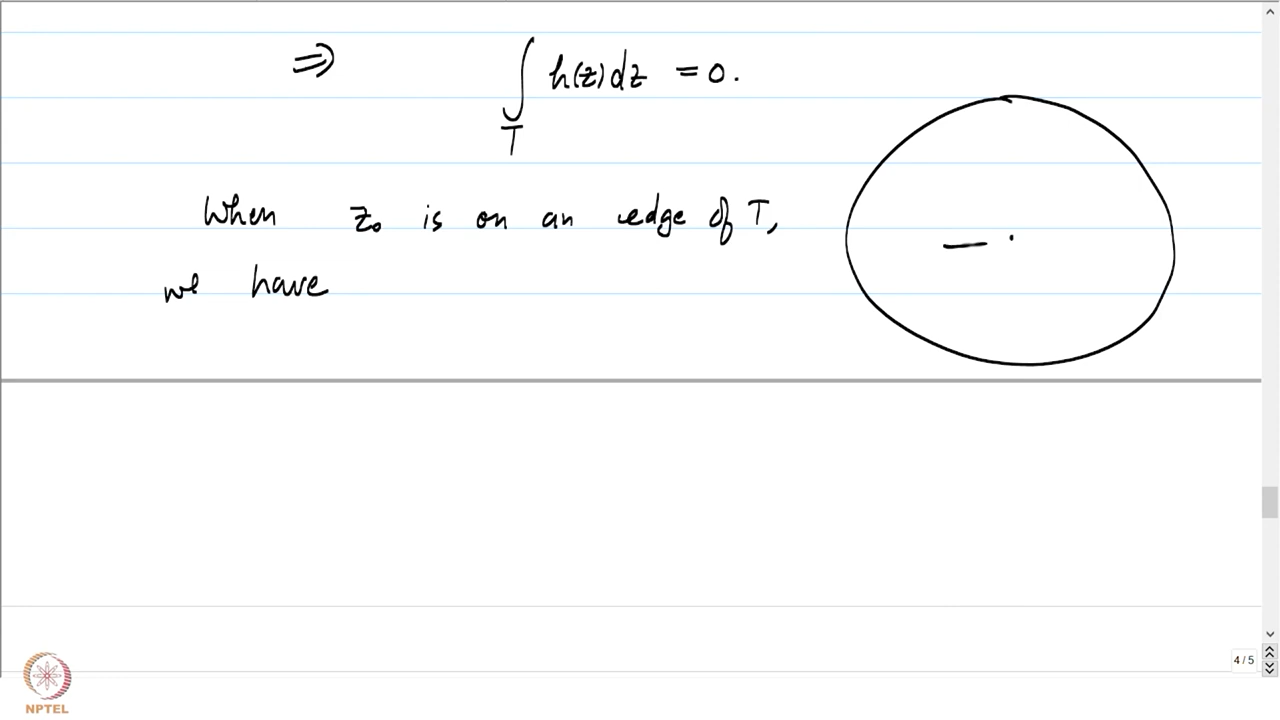 ⇒ ∫_T h(z)dz = 0.
When z₀ is on an edge of T,
we have
4 / 5
NPTEL